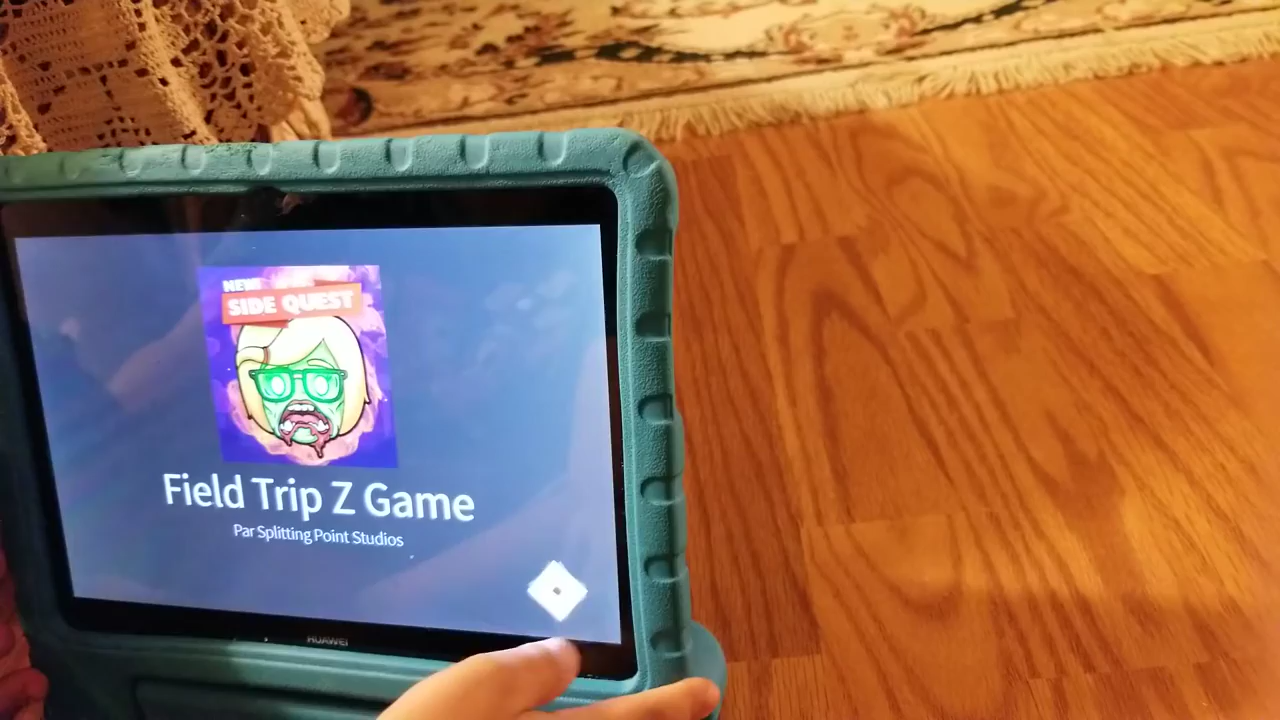 NEW!
SIDE QUEST
Field Trip Z Game
Par Splitting Point Studios
HUAWEI